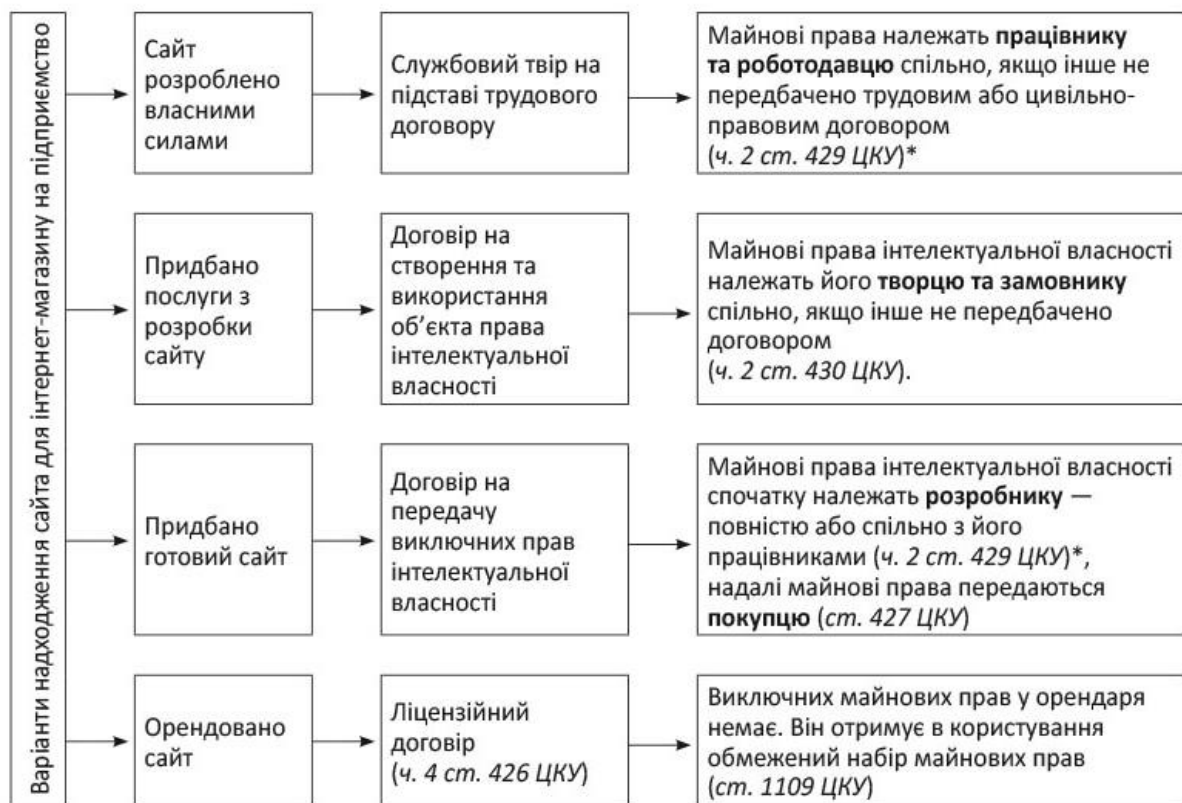 Варіанти надходження сайта для інтернет-магазину на підприємство
Сайт
розроблено
власними
силами
Службовий твір на
підставі трудового
договору
Майнові права належать працівнику
та роботодавцю спільно, якщо інше не
передбачено трудовим або цивільно-
правовим договором
(ч. 2 ст. 429 ЦКУ)*
Придбано
послуги з
розробки
сайту
Договір на
створення та
використання
об’єкта права
інтелектуальної
власності
Майнові права інтелектуальної власності
належать його творцю та замовнику
спільно, якщо інше не передбачено
договором
(ч. 2 ст. 430 ЦКУ).
Придбано
готовий сайт
Договір на
передачу
виключних прав
інтелектуальної
власності
Майнові права інтелектуальної власності
спочатку належать розробнику —
повністю або спільно з його
працівниками (ч. 2 ст. 429 ЦКУ)*,
надалі майнові права передаються
покупцю (ст. 427 ЦКУ)
Орендовано
сайт
Ліцензійний
договір
(ч. 4 ст. 426 ЦКУ)
Виключних майнових прав у орендаря
немає. Він отримує в користування
обмежений набір майнових прав
(ст. 1109 ЦКУ)